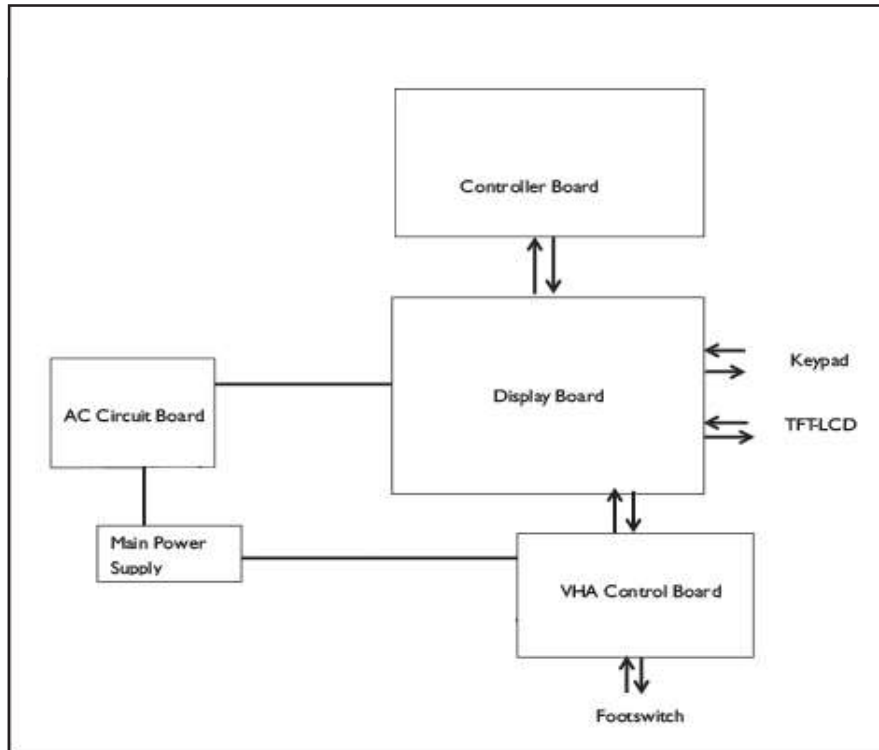 Controller Board
Keypad
Display Board
AC Circuit Board
TFT-LCD
Main Power
Supply
VHA Control Board
Footswitch